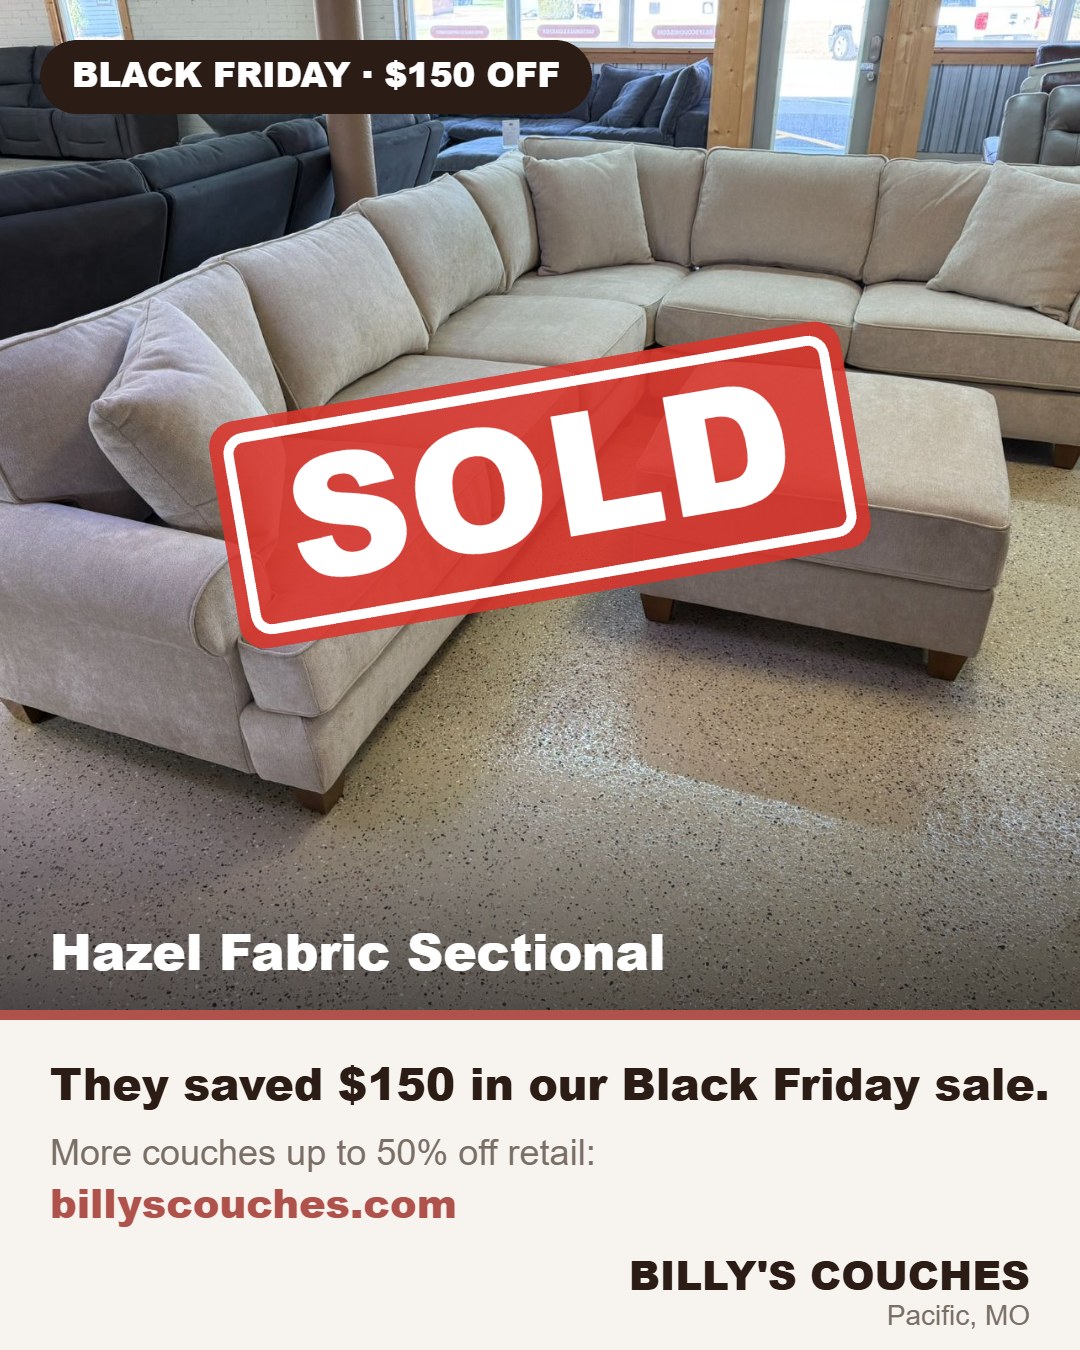 BLACK FRIDAY · $150 OFF
SOLD
Hazel Fabric Sectional
They saved $150 in our Black Friday sale.
More couches up to 50% off retail:
billyscouches.com
BILLY'S COUCHES
Pacific, MO